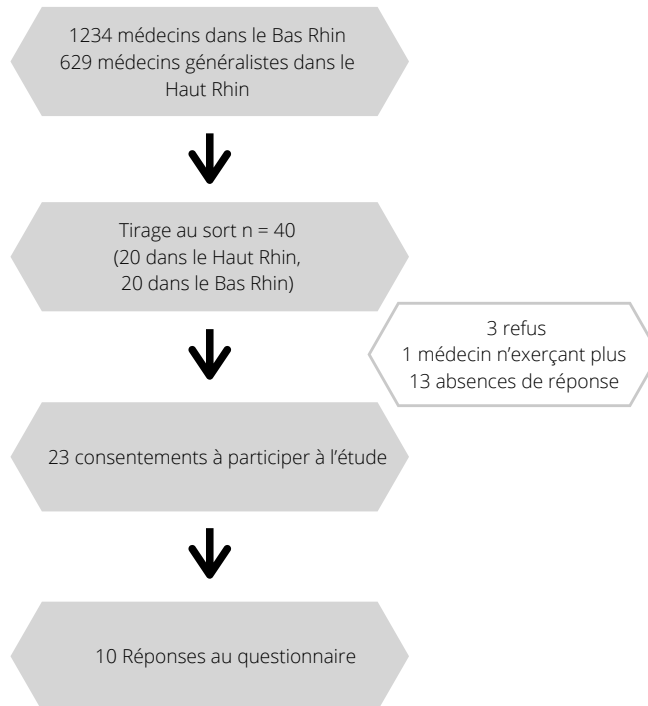 1234 médecins dans le Bas Rhin
629 médecins généralistes dans le
Haut Rhin
Tirage au sort n = 40
(20 dans le Haut Rhin,
20 dans le Bas Rhin)
3 refus
1 médecin n’exerçant plus
13 absences de réponse
23 consentements à participer à l’étude
10 Réponses au questionnaire